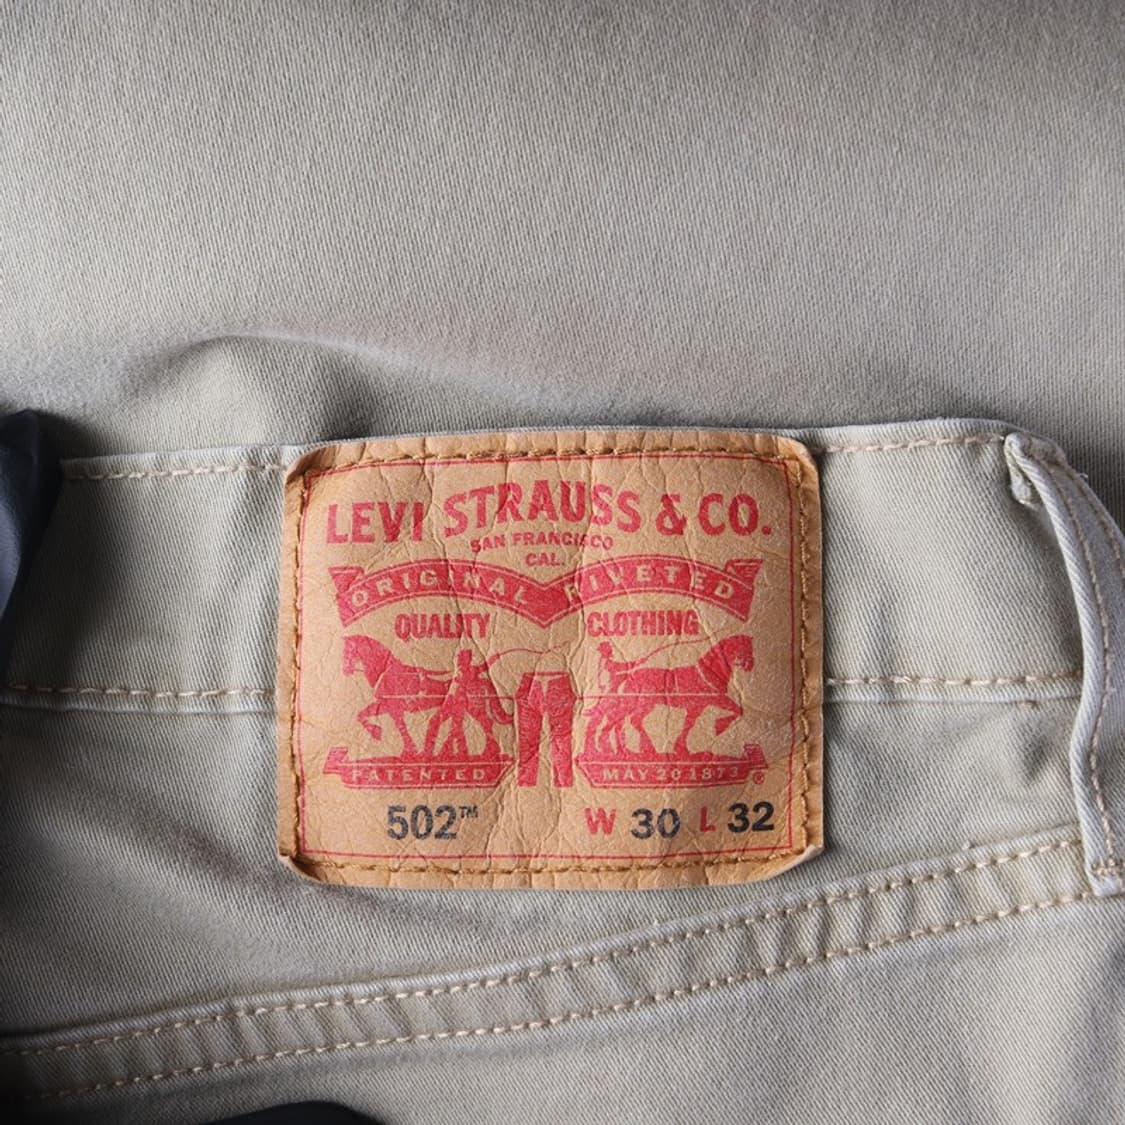 LEVI STRAUSS & CO.
SAN FRANCISCO
CAL.
ORIGINAL RIVETED
QUALITY CLOTHING
PATENTED MAY 20 1873 ®
502™ W 30 L 32